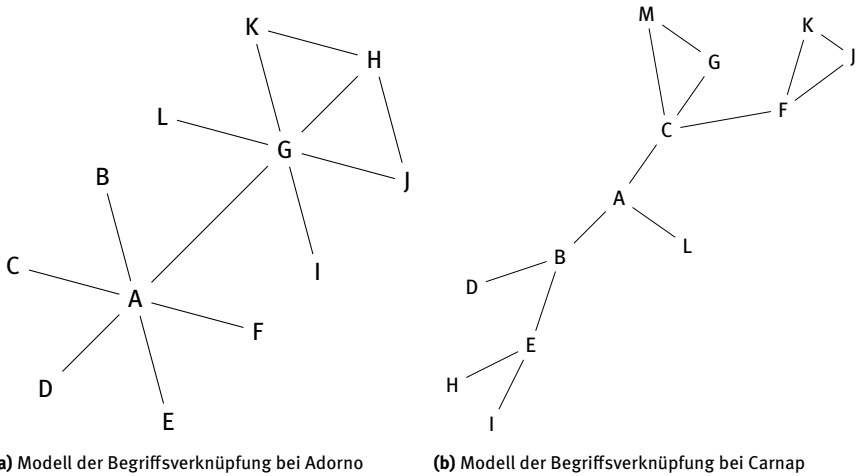 K
H
L
G
J
B
I
C
A
F
D
E
M
K
G
J
F
C
A
L
B
D
E
H
I
a) Modell der Begriffsverknüpfung bei Adorno
(b) Modell der Begriffsverknüpfung bei Carnap